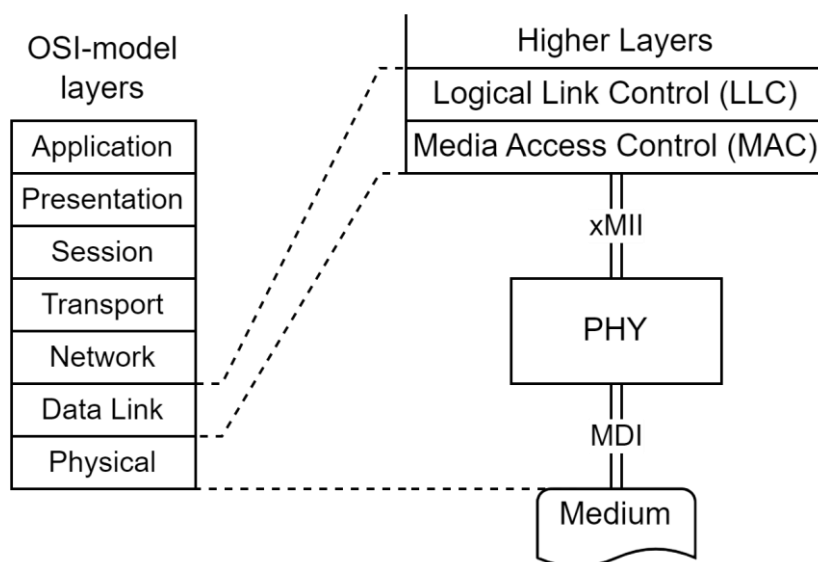 OSI-model
layers
Application
Presentation
Session
Transport
Network
Data Link
Physical
Higher Layers
Logical Link Control (LLC)
Media Access Control (MAC)
xMII
PHY
MDI
Medium